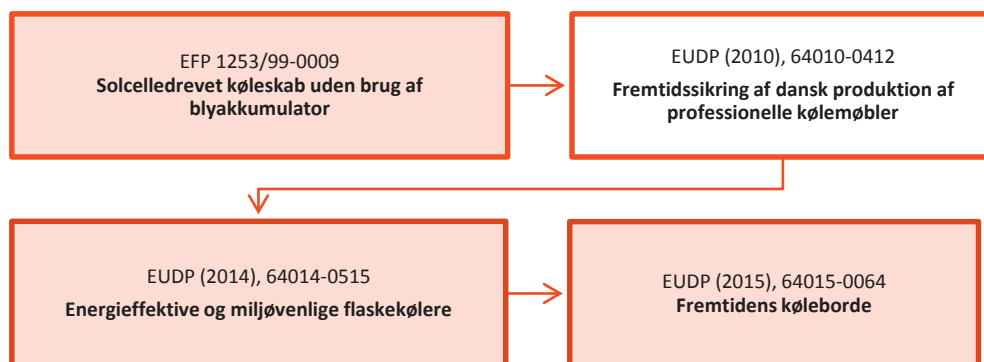 EFP 1253/99-0009
Solcelledrevet køleskab uden brug af
blyakkumulator
EUDP (2010), 64010-0412
Fremtidssikring af dansk produktion af
professionelle kølemøbler
EUDP (2014), 64014-0515
Energieffektive og miljøvenlige flaskekølere
EUDP (2015), 64015-0064
Fremtidens køleborde